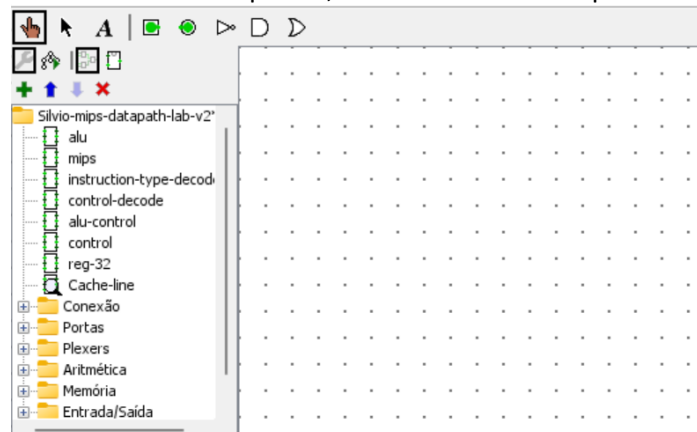 A
Silvio-mips-datapath-lab-v2*
alu
mips
instruction-type-decod
control-decode
alu-control
control
reg-32
Cache-line
Conexão
Portas
Plexers
Aritmética
Memória
Entrada/Saída